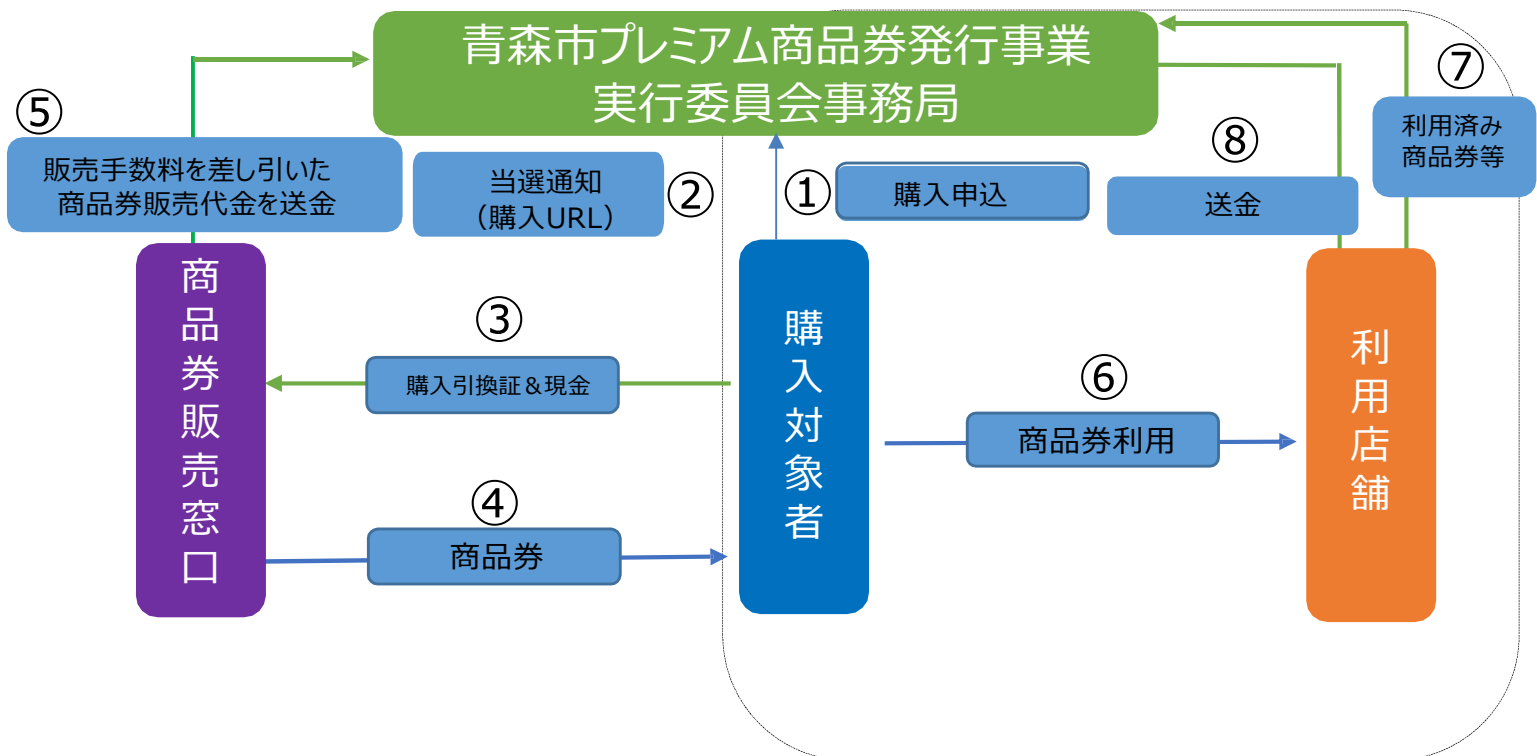 青森市プレミアム商品券発行事業
実行委員会事務局
⑤
販売手数料を差し引いた
商品券販売代金を送金
当選通知
（購入URL）
②
①
購入申込
⑧
送金
⑦
利用済み
商品券等
商品券販売窓口
③
購入引換証＆現金
④
商品券
購入対象者
⑥
商品券利用
利用店舗